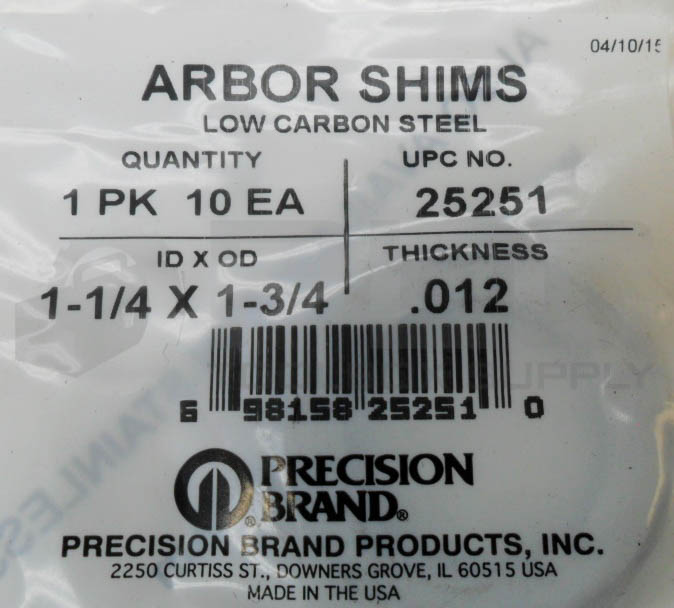 04/10/15
ARBOR SHIMS
LOW CARBON STEEL
QUANTITY
UPC NO.
1 PK 10 EA
25251
ID X OD
THICKNESS
1-1/4 X 1-3/4
.012
6 98158 25251 0
PRECISION
BRAND®
PRECISION BRAND PRODUCTS, INC.
2250 CURTISS ST., DOWNERS GROVE, IL 60515 USA
MADE IN THE USA